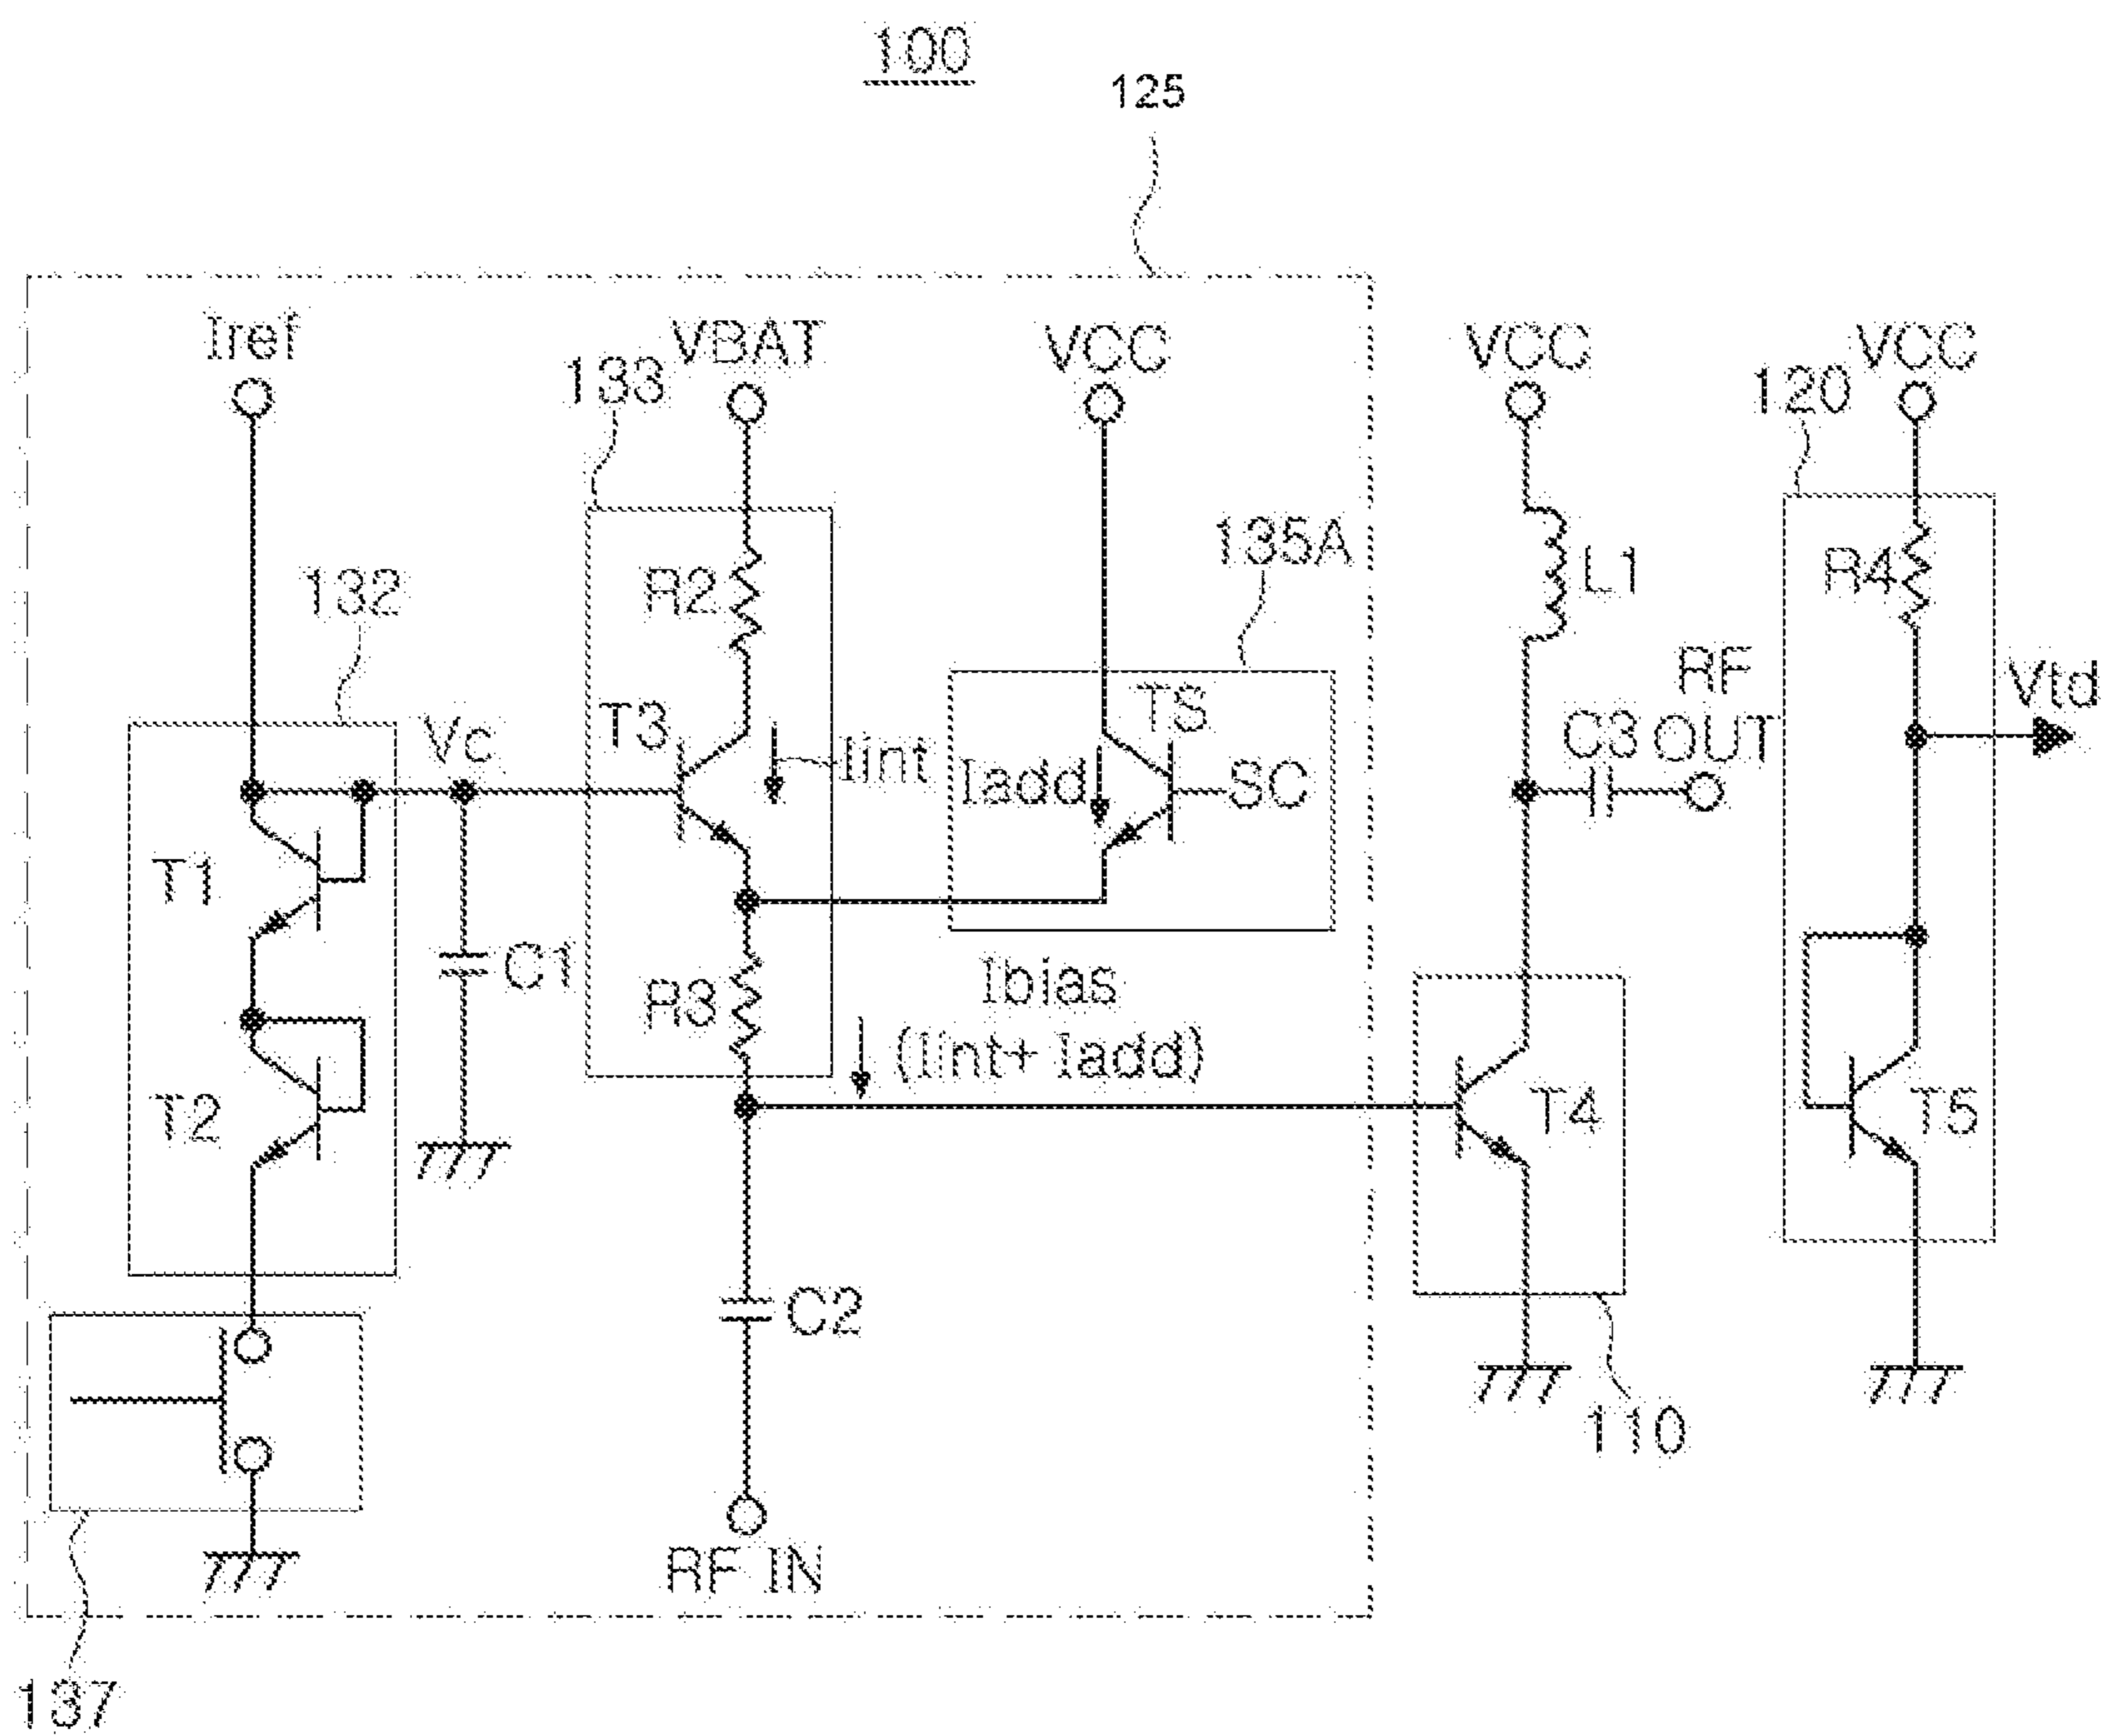 100
125
Iref
VBAT
VCC
VCC
VCC
133
120
135A
132
R2
L1
R4
RF
OUT
Vtd
Vc
T3
Iint
TS
Iadd
SC
C3
T1
C1
R3
Ibias
(Iint+ Iadd)
T2
T4
T5
C2
110
RF IN
137